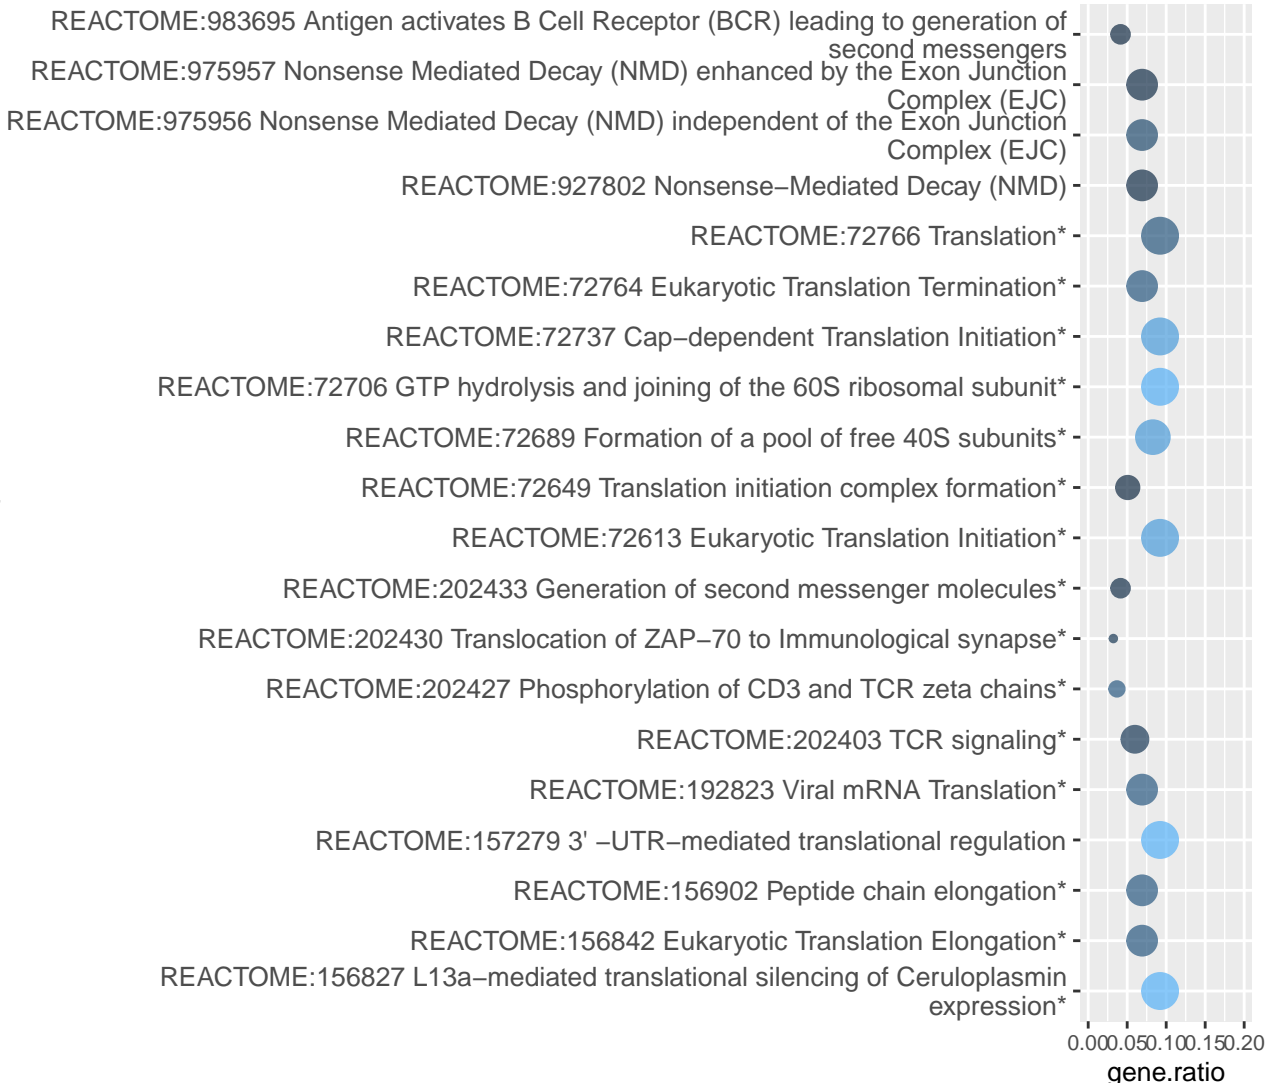 REACTOME:983695 Antigen activates B Cell Receptor (BCR) leading to generation of
second messengers
REACTOME:975957 Nonsense Mediated Decay (NMD) enhanced by the Exon Junction
Complex (EJC)
REACTOME:975956 Nonsense Mediated Decay (NMD) independent of the Exon Junction
Complex (EJC)
REACTOME:927802 Nonsense−Mediated Decay (NMD)
REACTOME:72766 Translation*
REACTOME:72764 Eukaryotic Translation Termination*
REACTOME:72737 Cap−dependent Translation Initiation*
REACTOME:72706 GTP hydrolysis and joining of the 60S ribosomal subunit*
REACTOME:72689 Formation of a pool of free 40S subunits*
REACTOME:72649 Translation initiation complex formation*
REACTOME:72613 Eukaryotic Translation Initiation*
REACTOME:202433 Generation of second messenger molecules*
REACTOME:202430 Translocation of ZAP−70 to Immunological synapse*
REACTOME:202427 Phosphorylation of CD3 and TCR zeta chains*
REACTOME:202403 TCR signaling*
REACTOME:192823 Viral mRNA Translation*
REACTOME:157279 3' −UTR−mediated translational regulation
REACTOME:156902 Peptide chain elongation*
REACTOME:156842 Eukaryotic Translation Elongation*
REACTOME:156827 L13a−mediated translational silencing of Ceruloplasmin
expression*
0.00 0.05 0.10 0.15 0.20
gene.ratio